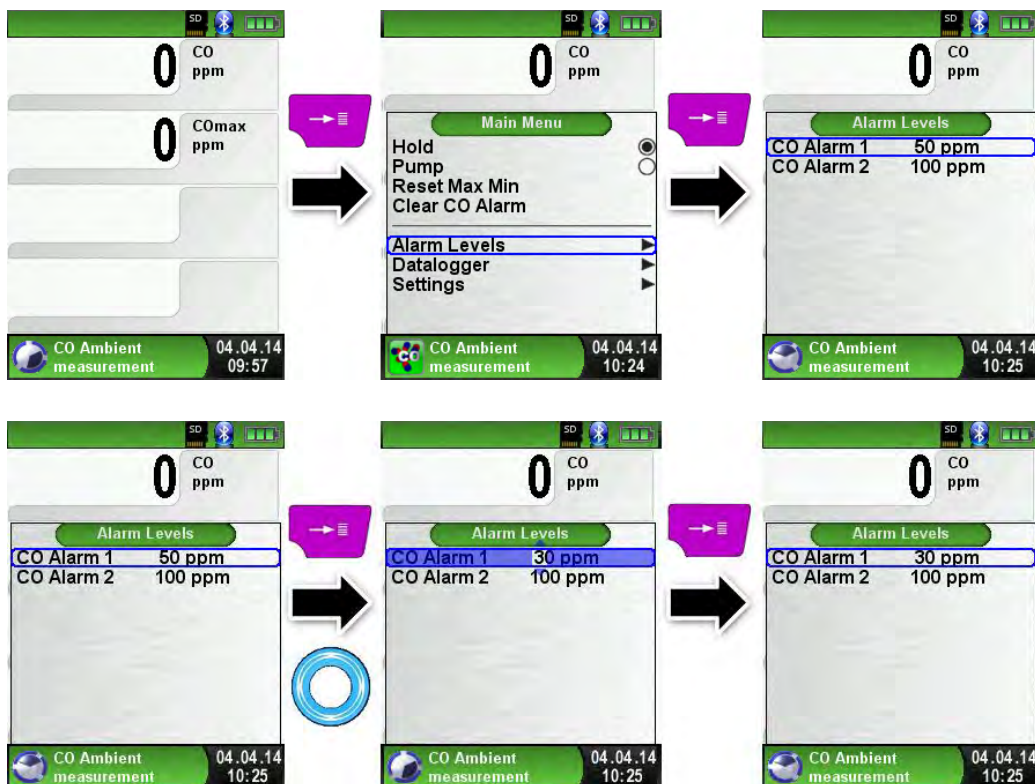 SD
0 CO
ppm
0 COmax
ppm
CO Ambient 04.04.14
measurement 09:57
SD
0 CO
ppm
Main Menu
Hold
Pump
Reset Max Min
Clear CO Alarm
Alarm Levels
Datalogger
Settings
CO
CO Ambient 04.04.14
measurement 10:24
SD
0 CO
ppm
Alarm Levels
CO Alarm 1 50 ppm
CO Alarm 2 100 ppm
CO Ambient 04.04.14
measurement 10:25
SD
0 CO
ppm
Alarm Levels
CO Alarm 1 50 ppm
CO Alarm 2 100 ppm
CO Ambient 04.04.14
measurement 10:25
SD
0 CO
ppm
Alarm Levels
CO Alarm 1 30 ppm
CO Alarm 2 100 ppm
CO Ambient 04.04.14
measurement 10:25
SD
0 CO
ppm
Alarm Levels
CO Alarm 1 30 ppm
CO Alarm 2 100 ppm
CO Ambient 04.04.14
measurement 10:25